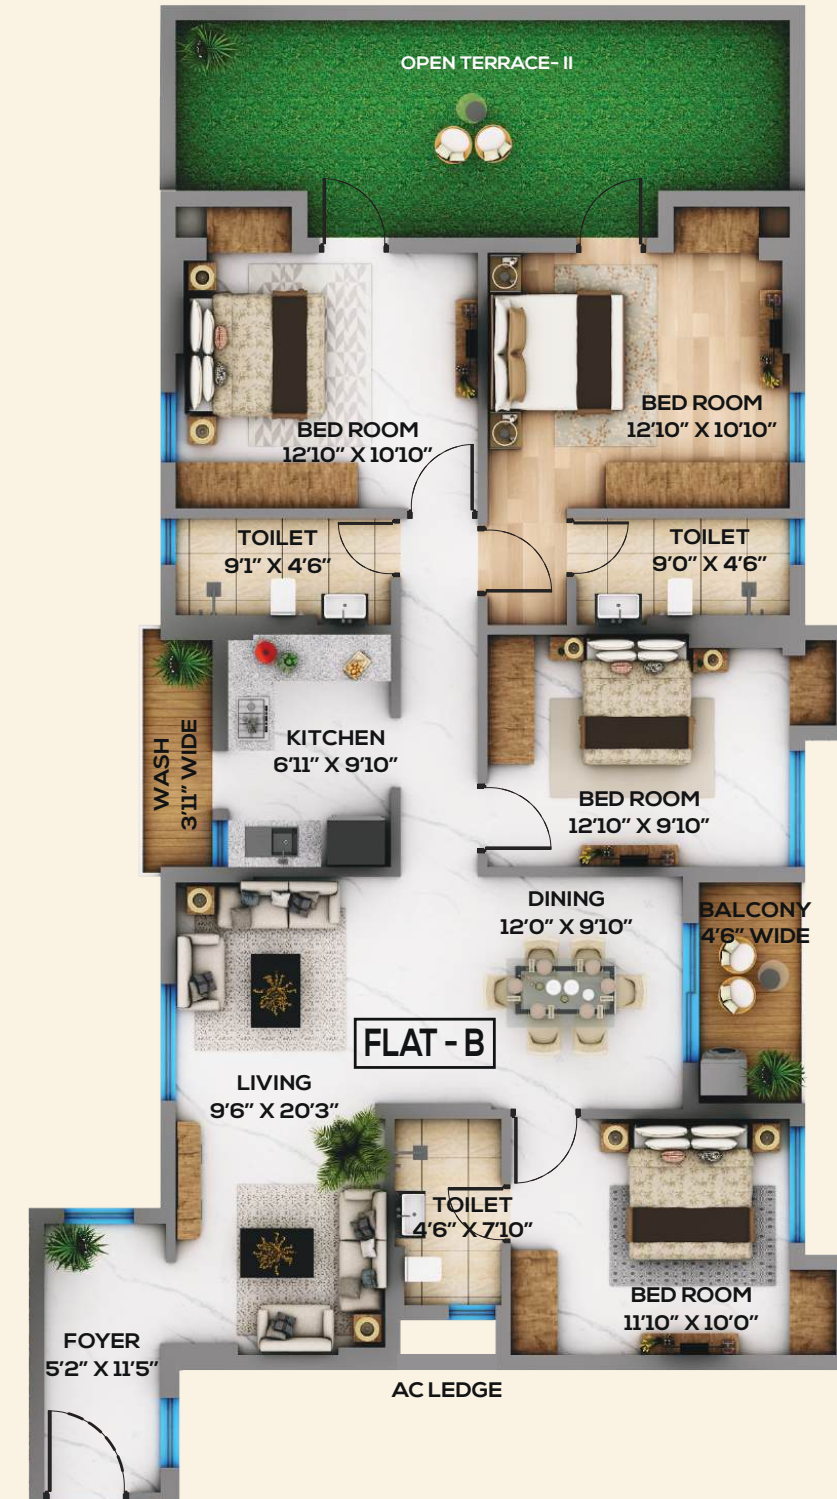 OPEN TERRACE- II
BED ROOM
12'10" X 10'10"
BED ROOM
12'10" X 10'10"
TOILET
9'1" X 4'6"
TOILET
9'0" X 4'6"
WASH
3'11" WIDE
KITCHEN
6'11" X 9'10"
BED ROOM
12'10" X 9'10"
DINING
12'0" X 9'10"
BALCONY
4'6" WIDE
FLAT - B
LIVING
9'6" X 20'3"
TOILET
4'6" X 7'10"
BED ROOM
11'10" X 10'0"
FOYER
5'2" X 11'5"
AC LEDGE